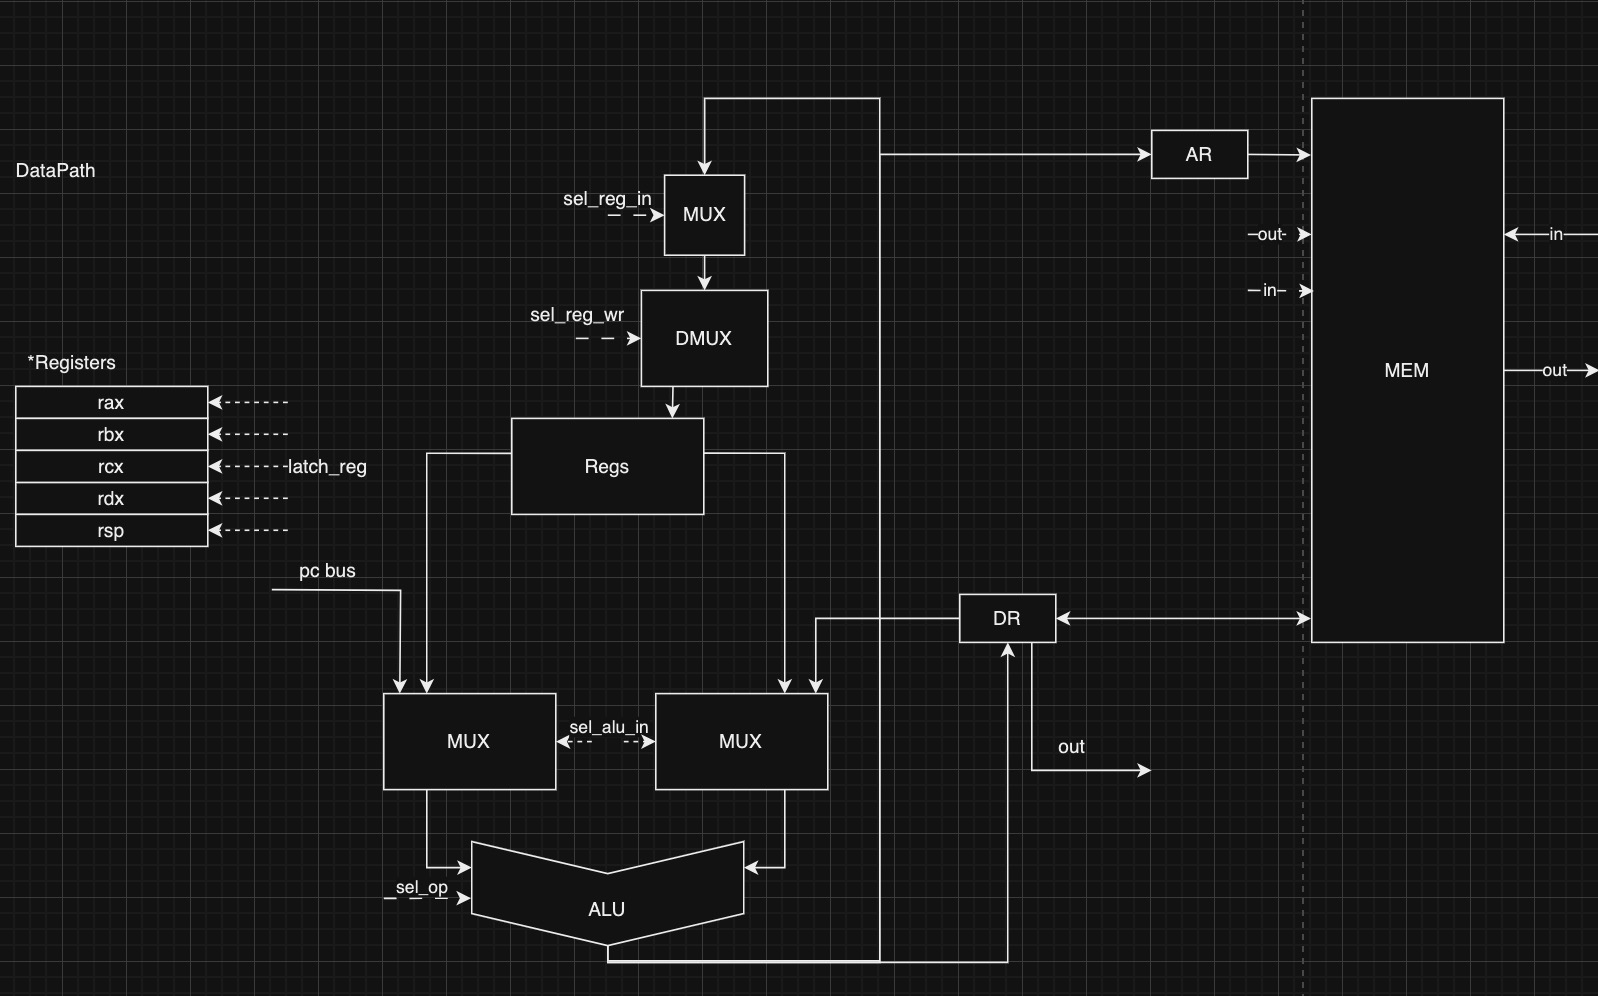 DataPath
sel_reg_in
MUX
AR
out
in
in
sel_reg_wr
DMUX
MEM
out
*Registers
rax
rbx
rcx
latch_reg
rdx
rsp
Regs
pc bus
DR
MUX
sel_alu_in
MUX
out
sel_op
ALU